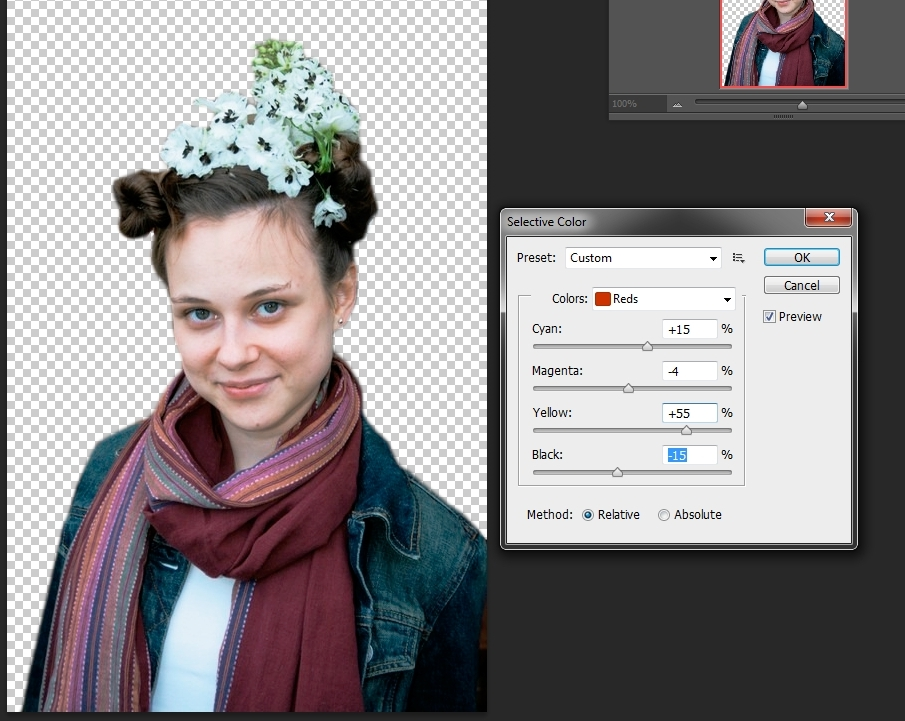 100%
Selective Color
Preset: Custom
OK
Cancel
Preview
Colors: Reds
Cyan: +15 %
Magenta: -4 %
Yellow: +55 %
Black: -15 %
Method: Relative Absolute